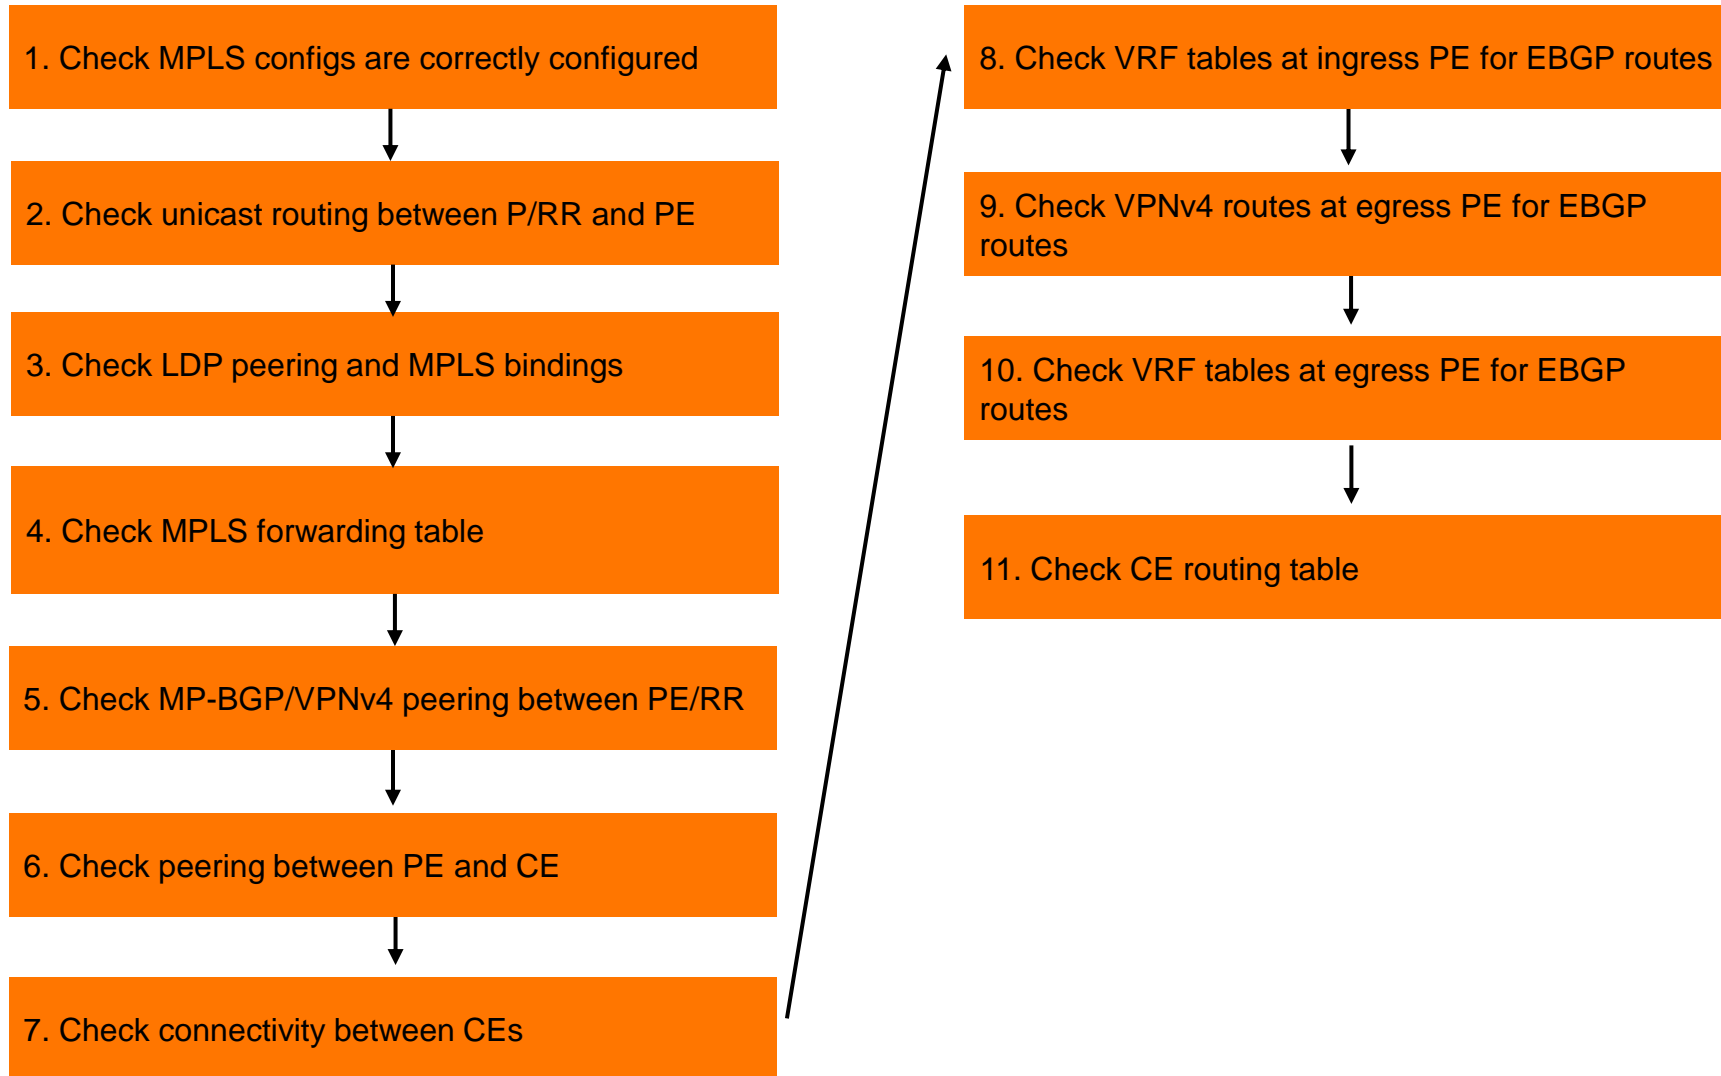 1. Check MPLS configs are correctly configured
2. Check unicast routing between P/RR and PE
3. Check LDP peering and MPLS bindings
4. Check MPLS forwarding table
5. Check MP-BGP/VPNv4 peering between PE/RR
6. Check peering between PE and CE
7. Check connectivity between CEs
8. Check VRF tables at ingress PE for EBGP routes
9. Check VPNv4 routes at egress PE for EBGP
routes
10. Check VRF tables at egress PE for EBGP
routes
11. Check CE routing table